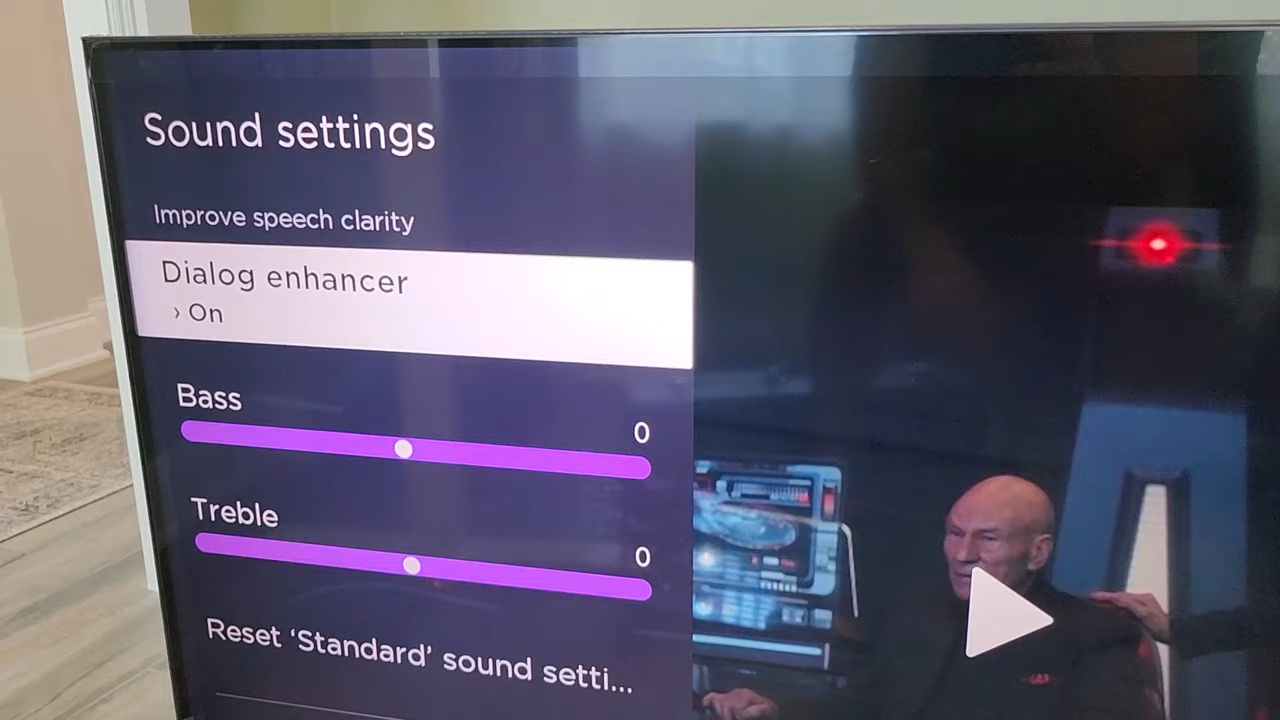 Sound settings
Improve speech clarity
Dialog enhancer
› On
Bass
0
Treble
0
Reset ‘Standard’ sound setti...